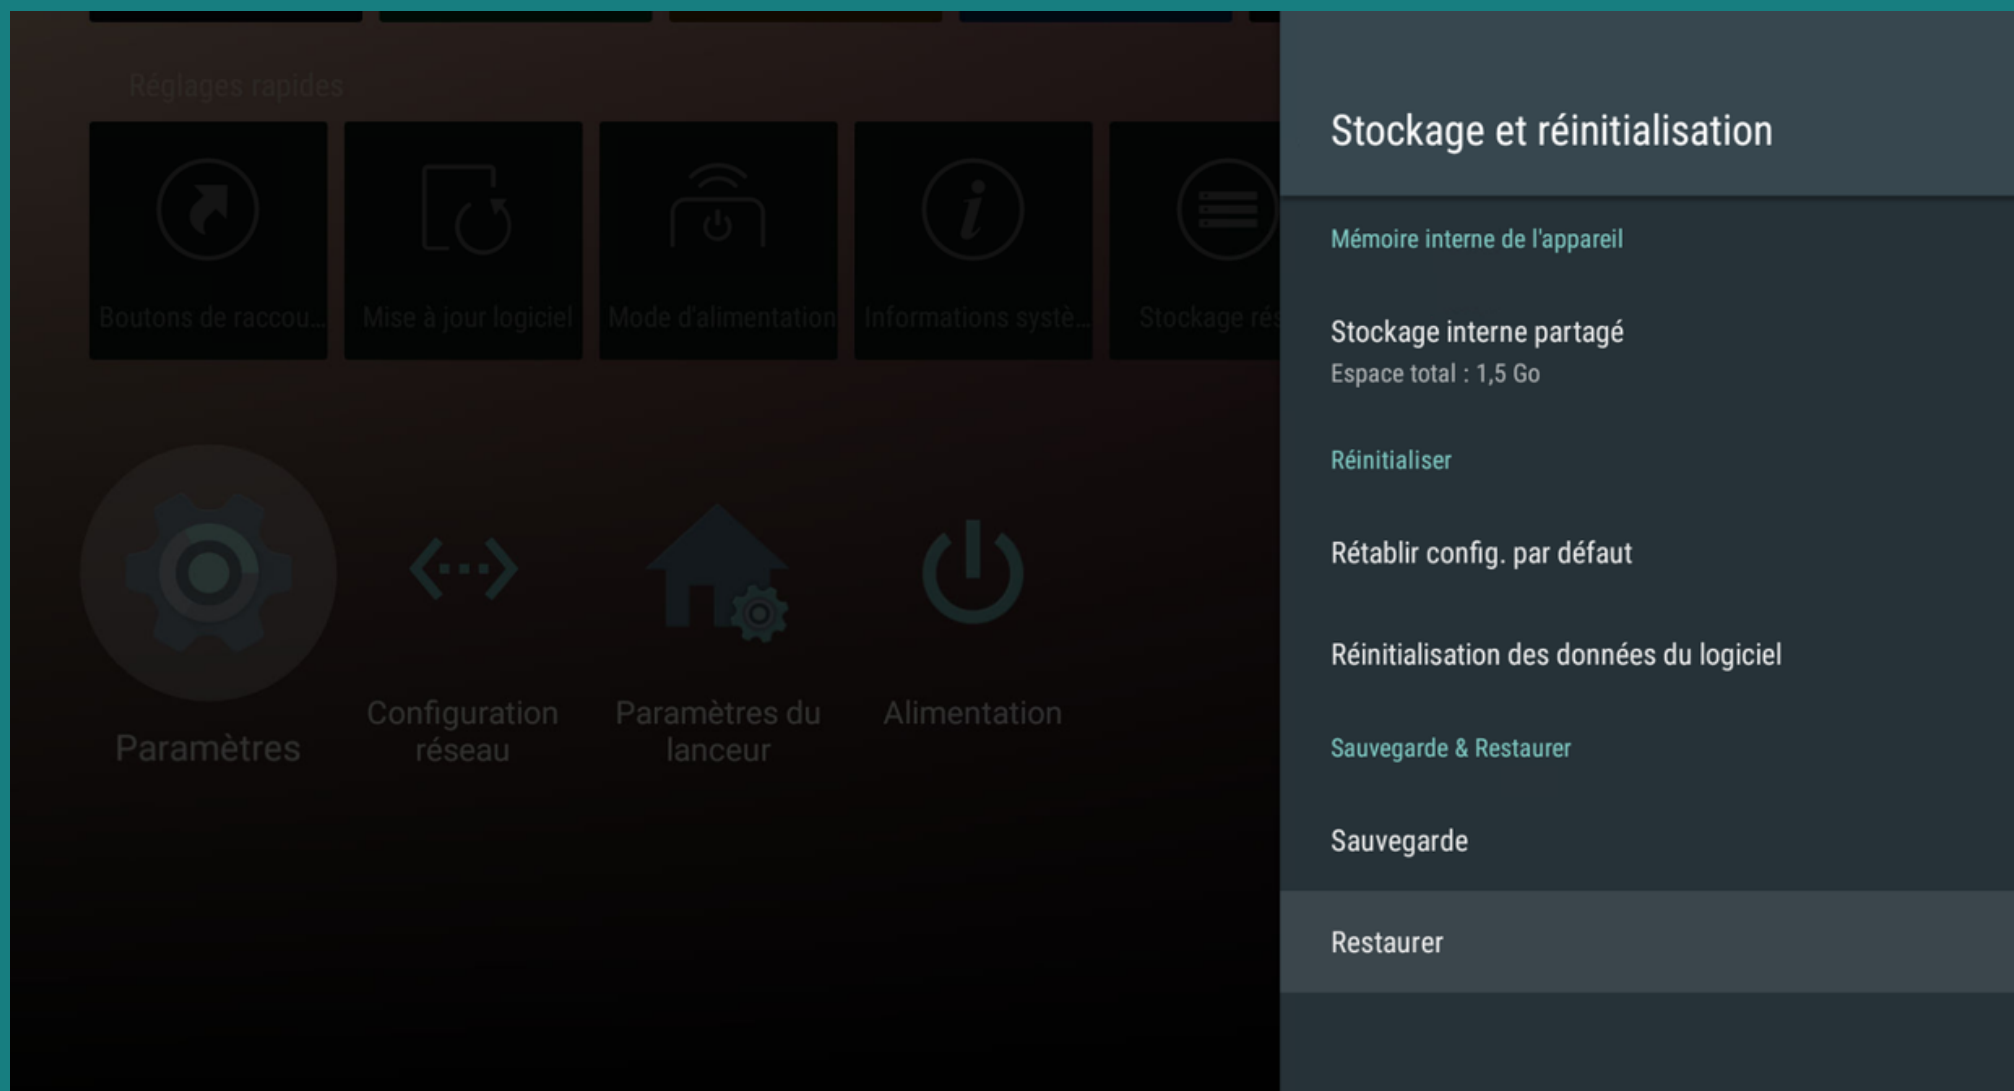 Réglages rapides
Boutons de raccou...
Mise à jour logiciel
Mode d'alimentation
Informations systè...
Stockage rés
Paramètres
Configuration
réseau
Paramètres du
lanceur
Alimentation
Stockage et réinitialisation
Mémoire interne de l'appareil
Stockage interne partagé
Espace total : 1,5 Go
Réinitialiser
Rétablir config. par défaut
Réinitialisation des données du logiciel
Sauvegarde & Restaurer
Sauvegarde
Restaurer